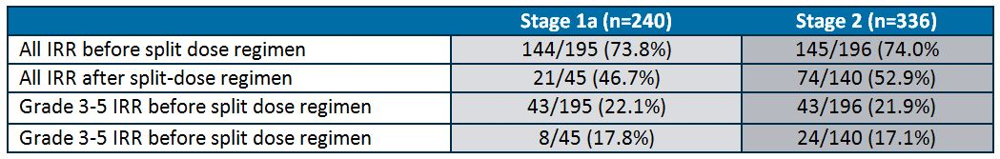 Stage 1a (n=240) Stage 2 (n=336)
All IRR before split dose regimen 144/195 (73.8%) 145/196 (74.0%
All IRR after split-dose regimen 21/45 (46.7%) 74/140 (52.9%)
Grade 3-5 IRR before split dose regimen 43/195 (22.1%) 43/196 (21.9%)
Grade 3-5 IRR before split dose regimen 8/45 (17.8%) 24/140 (17.1%)